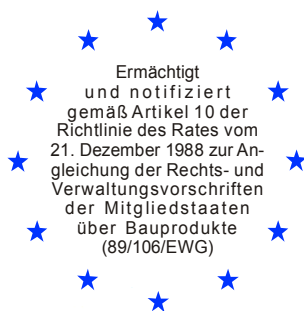 Ermächtigt
und notifiziert
gemäß Artikel 10 der
Richtlinie des Rates vom
21. Dezember 1988 zur An-
gleichung der Rechts- und
Verwaltungsvorschriften
der Mitgliedstaaten
über Bauprodukte
(89/106/EWG)